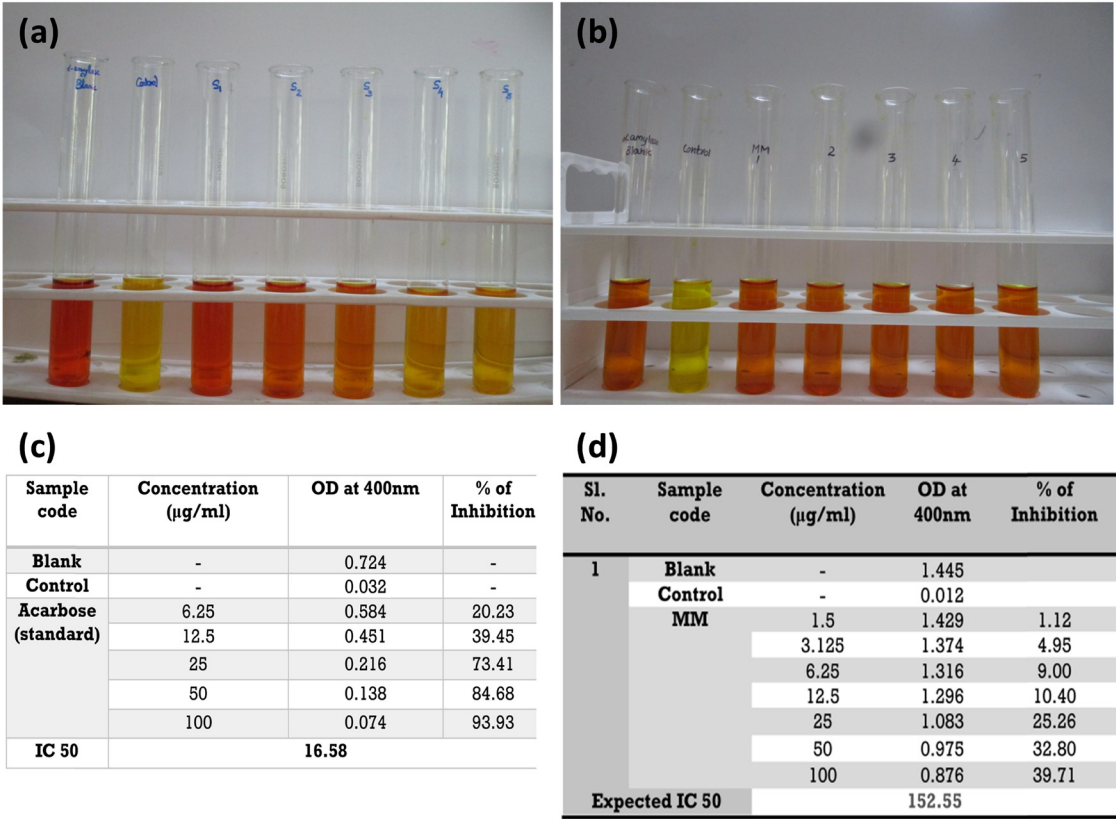 (a)
α-amylase
Blank
Control
S1
S2
S3
S4
S5
(b)
α amylase
Blank
Control
MM
1
2
3
4
5
(c)
Sample code Concentration (µg/ml) OD at 400nm % of Inhibition
Blank - 0.724 -
Control - 0.032 -
Acarbose (standard) 6.25 0.584 20.23
12.5 0.451 39.45
25 0.216 73.41
50 0.138 84.68
100 0.074 93.93
IC 50 16.58
(d)
Sl. No. Sample code Concentration (µg/ml) OD at 400nm % of Inhibition
1 Blank - 1.445
Control - 0.012
MM 1.5 1.429 1.12
3.125 1.374 4.95
6.25 1.316 9.00
12.5 1.296 10.40
25 1.083 25.26
50 0.975 32.80
100 0.876 39.71
Expected IC 50 152.55